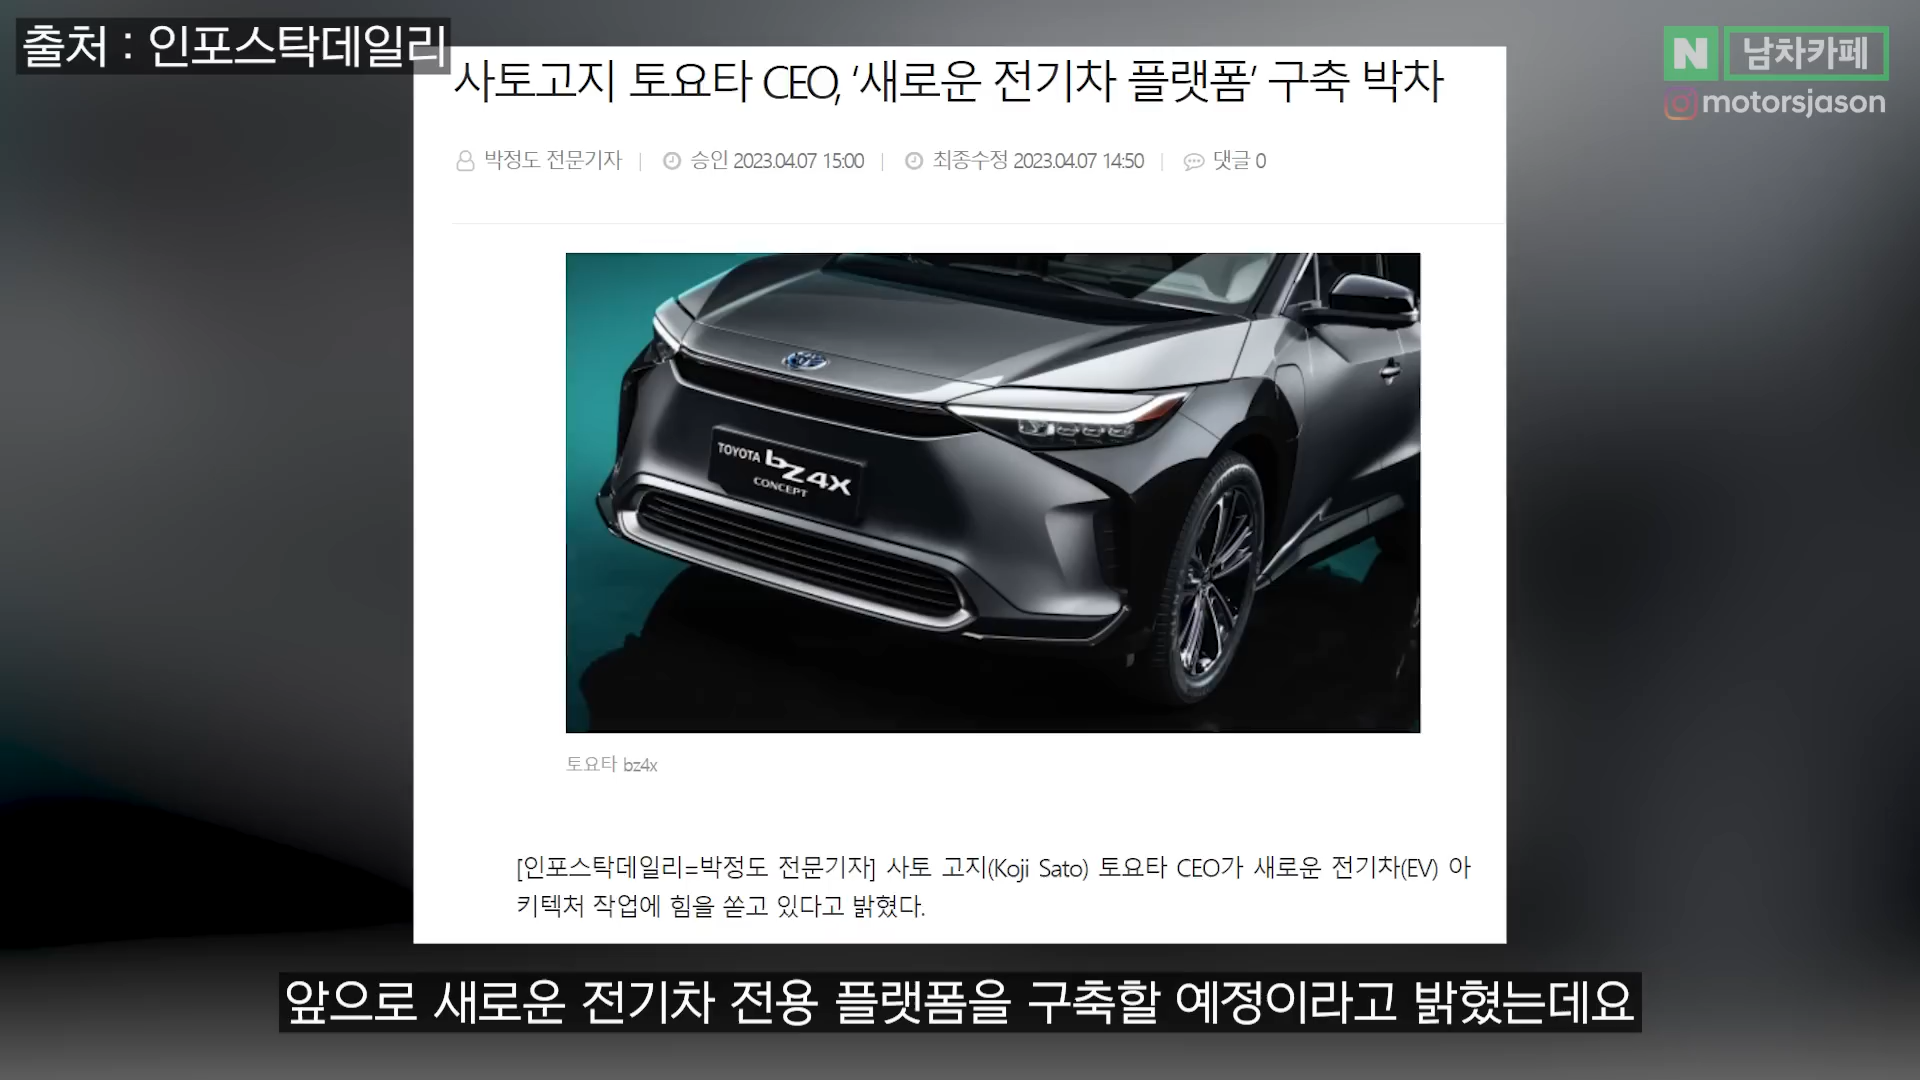 출처 : 인포스탁데일리
N 남차카페
motorsjason
사토고지 토요타 CEO, ‘새로운 전기차 플랫폼’ 구축 박차
박정도 전문기자 | 승인 2023.04.07 15:00 | 최종수정 2023.04.07 14:50 | 댓글 0
TOYOTA bZ4X
CONCEPT
토요타 bz4x
[인포스탁데일리=박정도 전문기자] 사토 고지(Koji Sato) 토요타 CEO가 새로운 전기차(EV) 아
키텍처 작업에 힘을 쏟고 있다고 밝혔다.
앞으로 새로운 전기차 전용 플랫폼을 구축할 예정이라고 밝혔는데요